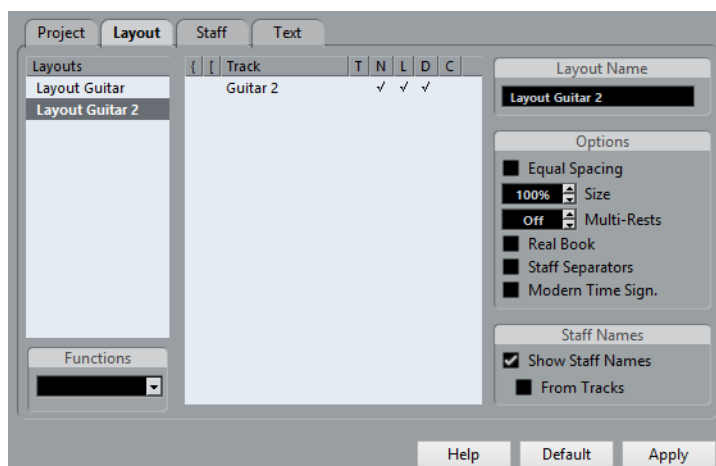 Project Layout Staff Text
Layouts
Layout Guitar
Layout Guitar 2
Functions
{ [ Track T N L D C
Guitar 2 √ √ √
Layout Name
Layout Guitar 2
Options
Equal Spacing
100% Size
Off Multi-Rests
Real Book
Staff Separators
Modern Time Sign.
Staff Names
Show Staff Names
From Tracks
Help Default Apply